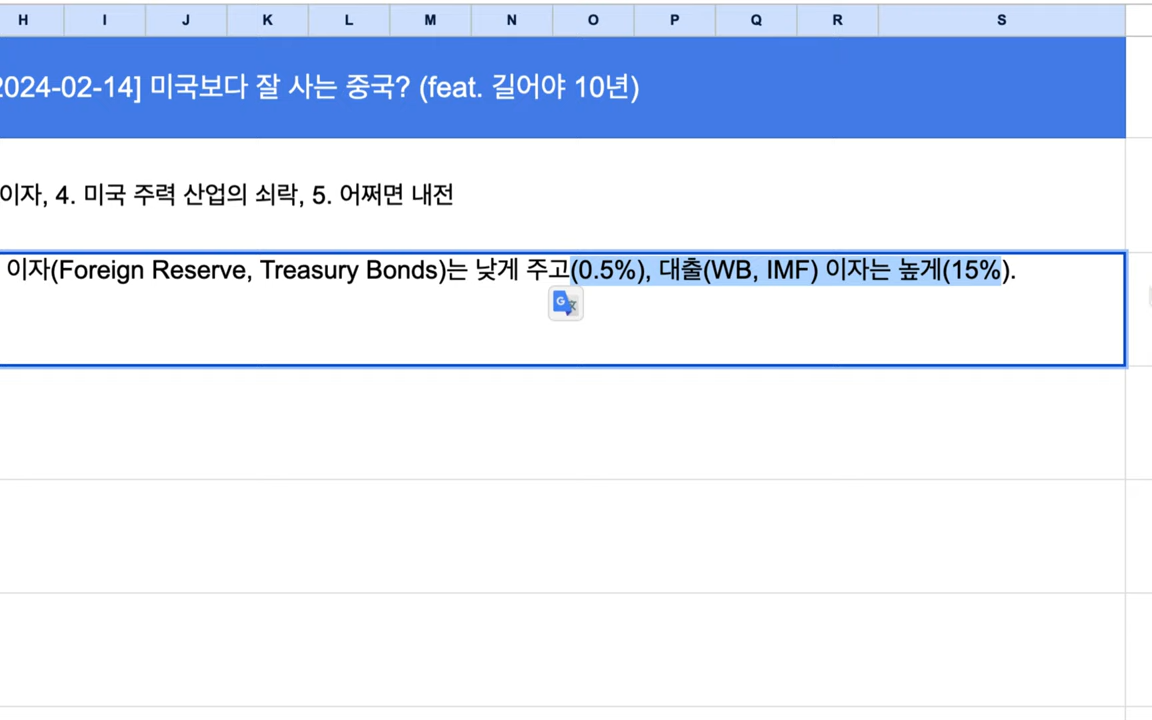 H I J K L M N O P Q R S
2024-02-14] 미국보다 잘 사는 중국? (feat. 길어야 10년)
이자, 4. 미국 주력 산업의 쇠락, 5. 어쩌면 내전
이자(Foreign Reserve, Treasury Bonds)는 낮게 주고(0.5%), 대출(WB, IMF) 이자는 높게(15%).